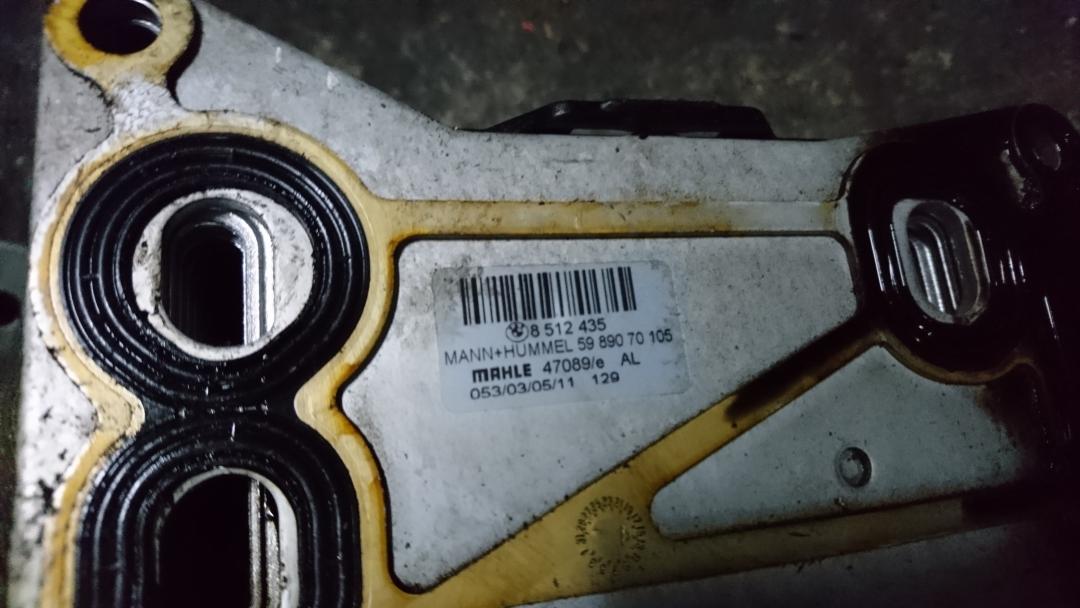 8 512 435
MANN+HUMMEL 59 890 70 105
MAHLE 47089/e AL
053/03/05/11 129